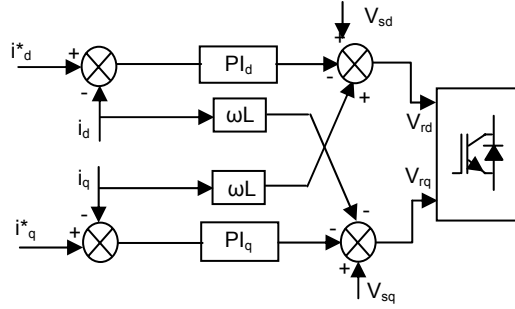 V_sd
i*_d
+
-
PI_d
+
-
+
i_d
ωL
V_rd
i_q
ωL
V_rq
-
+
i*_q
PI_q
-
-
+
V_sq